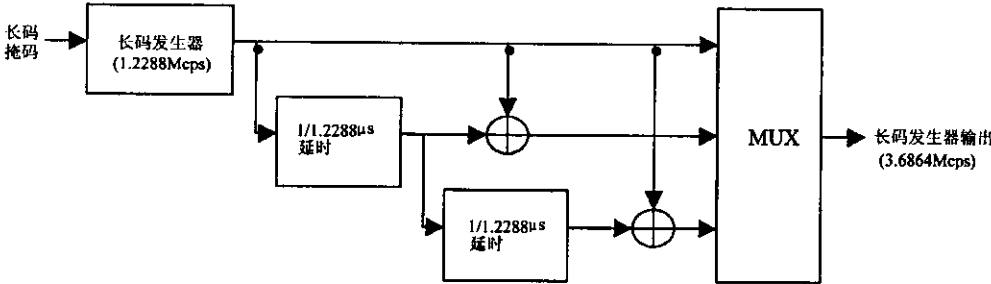 长码
掩码
长码发生器
(1.2288Mcps)
1/1.2288μs
延时
1/1.2288μs
延时
MUX
长码发生器输出
(3.6864Mcps)